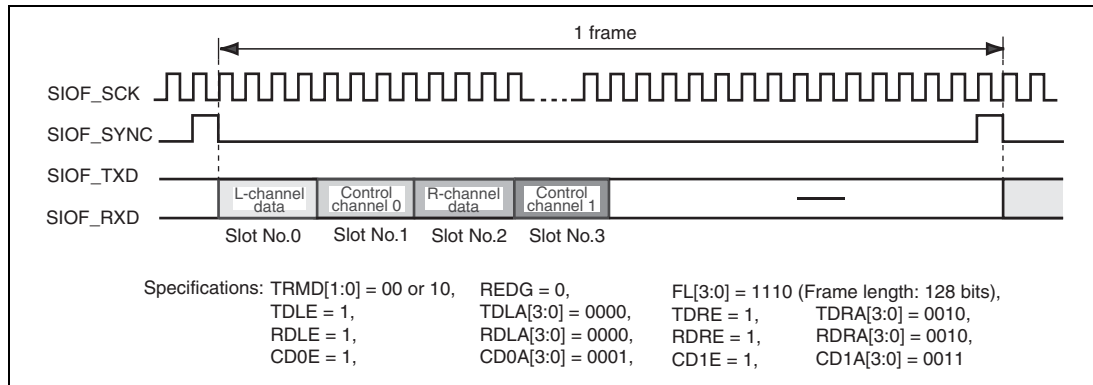 1 frame
SIOF_SCK
SIOF_SYNC
SIOF_TXD
SIOF_RXD
L-channel data
Control channel 0
R-channel data
Control channel 1
Slot No.0 Slot No.1 Slot No.2 Slot No.3
Specifications: TRMD[1:0] = 00 or 10, REDG = 0, FL[3:0] = 1110 (Frame length: 128 bits),
TDLE = 1, TDLA[3:0] = 0000, TDRE = 1, TDRA[3:0] = 0010,
RDLE = 1, RDLA[3:0] = 0000, RDRE = 1, RDRA[3:0] = 0010,
CD0E = 1, CD0A[3:0] = 0001, CD1E = 1, CD1A[3:0] = 0011